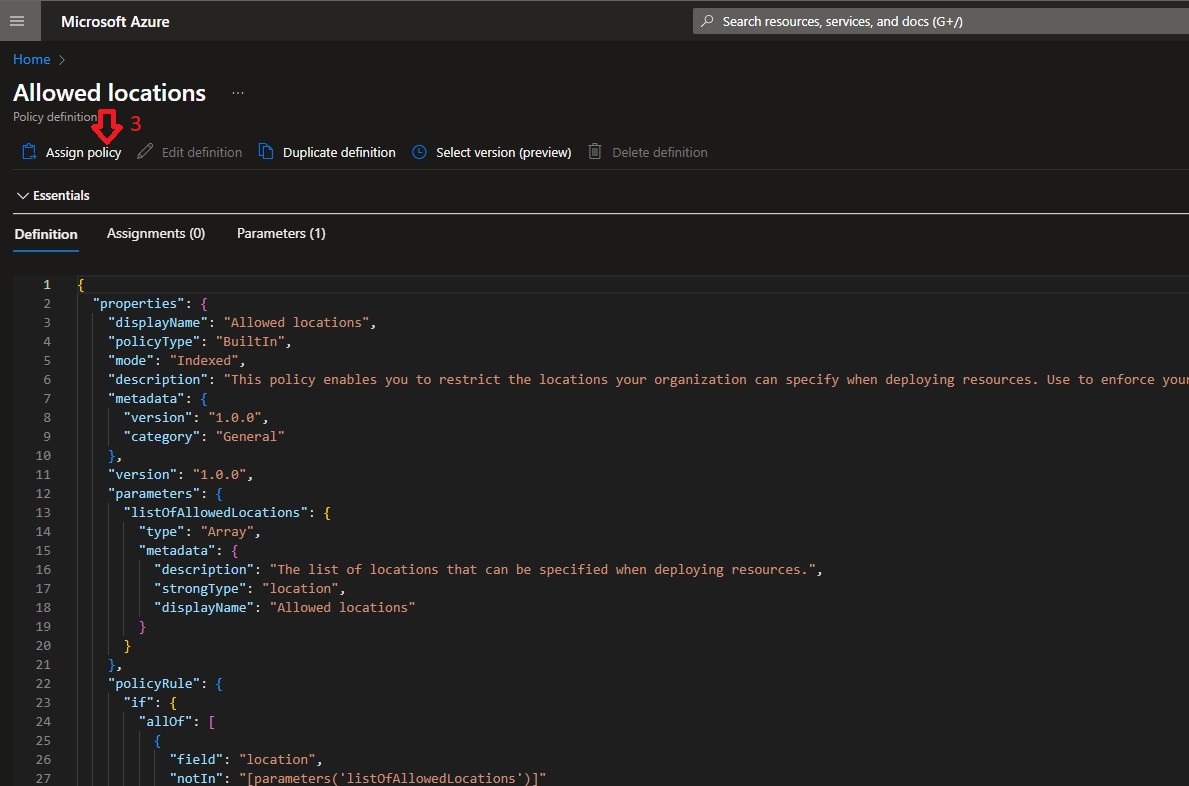 Microsoft Azure
Search resources, services, and docs (G+/)
Home
Allowed locations ...
Policy definition
3
Assign policy Edit definition Duplicate definition Select version (preview) Delete definition
Essentials
Definition Assignments (0) Parameters (1)
1 {
2 "properties": {
3 "displayName": "Allowed locations",
4 "policyType": "BuiltIn",
5 "mode": "Indexed",
6 "description": "This policy enables you to restrict the locations your organization can specify when deploying resources. Use to enforce your
7 "metadata": {
8 "version": "1.0.0",
9 "category": "General"
10 },
11 "version": "1.0.0",
12 "parameters": {
13 "listOfAllowedLocations": {
14 "type": "Array",
15 "metadata": {
16 "description": "The list of locations that can be specified when deploying resources.",
17 "strongType": "location",
18 "displayName": "Allowed locations"
19 }
20 }
21 },
22 "policyRule": {
23 "if": {
24 "allOf": [
25 {
26 "field": "location",
27 "notIn": "[parameters('listOfAllowedLocations')]"